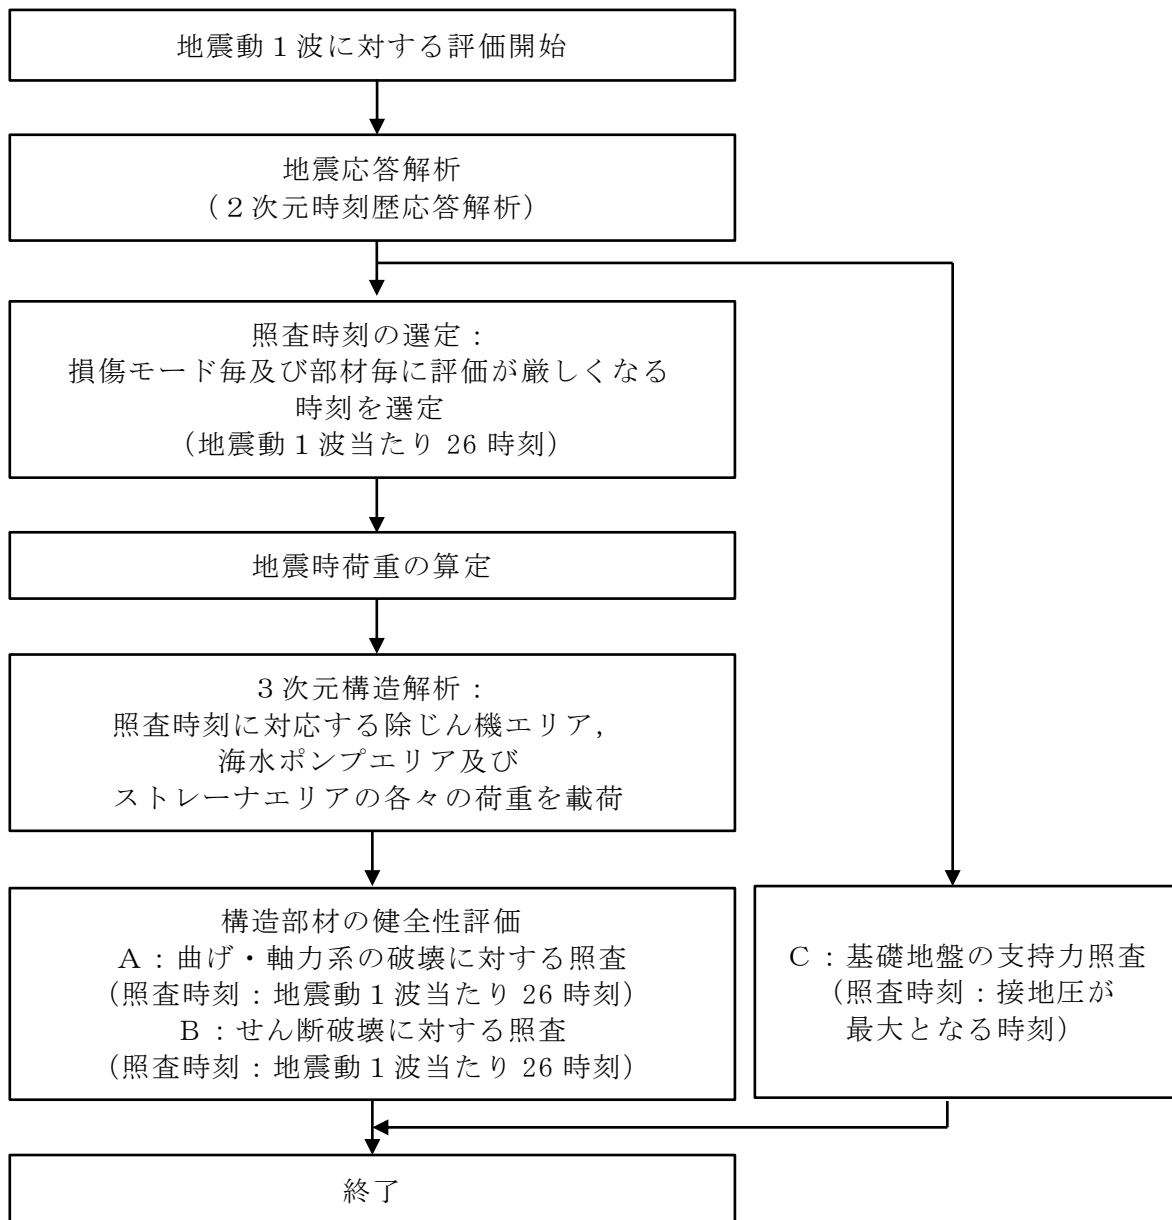 地震動１波に対する評価開始
地震応答解析
（２次元時刻歴応答解析）
照査時刻の選定：
損傷モード毎及び部材毎に評価が厳しくなる
時刻を選定
（地震動１波当たり 26 時刻）
地震時荷重の算定
３次元構造解析：
照査時刻に対応する除じん機エリア，
海水ポンプエリア及び
ストレーナエリアの各々の荷重を載荷
構造部材の健全性評価
Ａ：曲げ・軸力系の破壊に対する照査
（照査時刻：地震動１波当たり 26 時刻）
Ｂ：せん断破壊に対する照査
（照査時刻：地震動１波当たり 26 時刻）
Ｃ：基礎地盤の支持力照査
（照査時刻：接地圧が
最大となる時刻）
終了